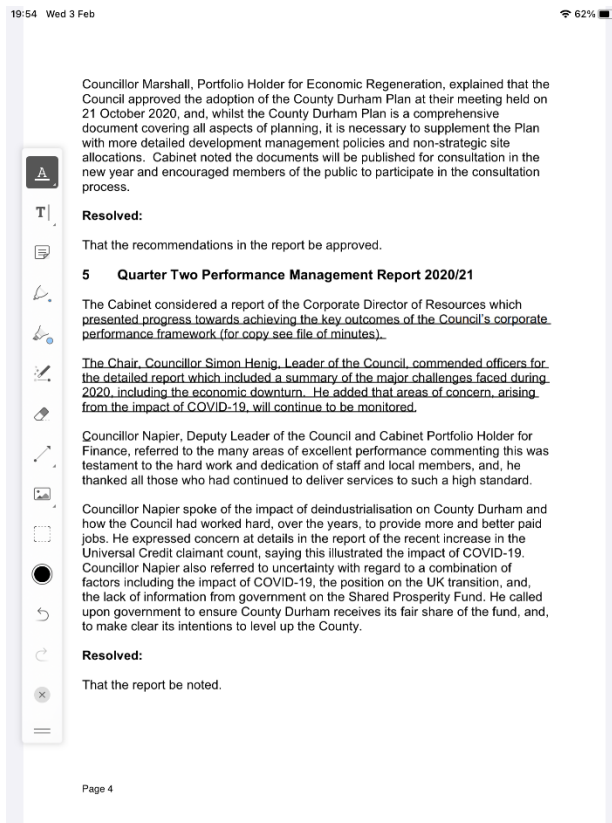 19:54 Wed 3 Feb
62%
Councillor Marshall, Portfolio Holder for Economic Regeneration, explained that the
Council approved the adoption of the County Durham Plan at their meeting held on
21 October 2020, and, whilst the County Durham Plan is a comprehensive
document covering all aspects of planning, it is necessary to supplement the Plan
with more detailed development management policies and non-strategic site
allocations. Cabinet noted the documents will be published for consultation in the
new year and encouraged members of the public to participate in the consultation
process.
A
T
Resolved:
That the recommendations in the report be approved.
5 Quarter Two Performance Management Report 2020/21
The Cabinet considered a report of the Corporate Director of Resources which
presented progress towards achieving the key outcomes of the Council's corporate
performance framework (for copy see file of minutes).
The Chair, Councillor Simon Henig, Leader of the Council, commended officers for
the detailed report which included a summary of the major challenges faced during
2020, including the economic downturn. He added that areas of concern, arising
from the impact of COVID-19, will continue to be monitored.
Councillor Napier, Deputy Leader of the Council and Cabinet Portfolio Holder for
Finance, referred to the many areas of excellent performance commenting this was
testament to the hard work and dedication of staff and local members, and, he
thanked all those who had continued to deliver services to such a high standard.
Councillor Napier spoke of the impact of deindustrialisation on County Durham and
how the Council had worked hard, over the years, to provide more and better paid
jobs. He expressed concern at details in the report of the recent increase in the
Universal Credit claimant count, saying this illustrated the impact of COVID-19.
Councillor Napier also referred to uncertainty with regard to a combination of
factors including the impact of COVID-19, the position on the UK transition, and,
the lack of information from government on the Shared Prosperity Fund. He called
upon government to ensure County Durham receives its fair share of the fund, and,
to make clear its intentions to level up the County.
Resolved:
That the report be noted.
Page 4